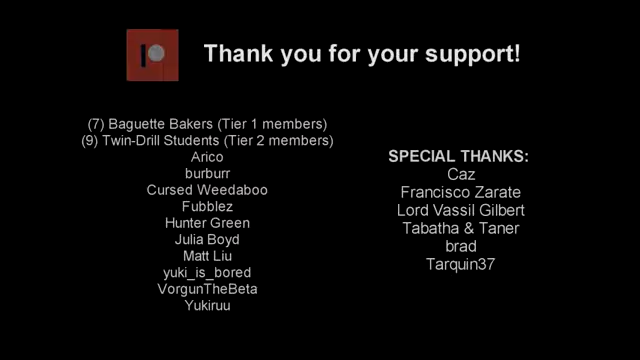 Thank you for your support!
(7) Baguette Bakers (Tier 1 members)
(9) Twin-Drill Students (Tier 2 members)
Arico
burburr
Cursed Weedaboo
Fubblez
Hunter Green
Julia Boyd
Matt Liu
yuki_is_bored
VorgunTheBeta
Yukiruu
SPECIAL THANKS:
Caz
Francisco Zarate
Lord Vassil Gilbert
Tabatha & Taner
brad
Tarquin37